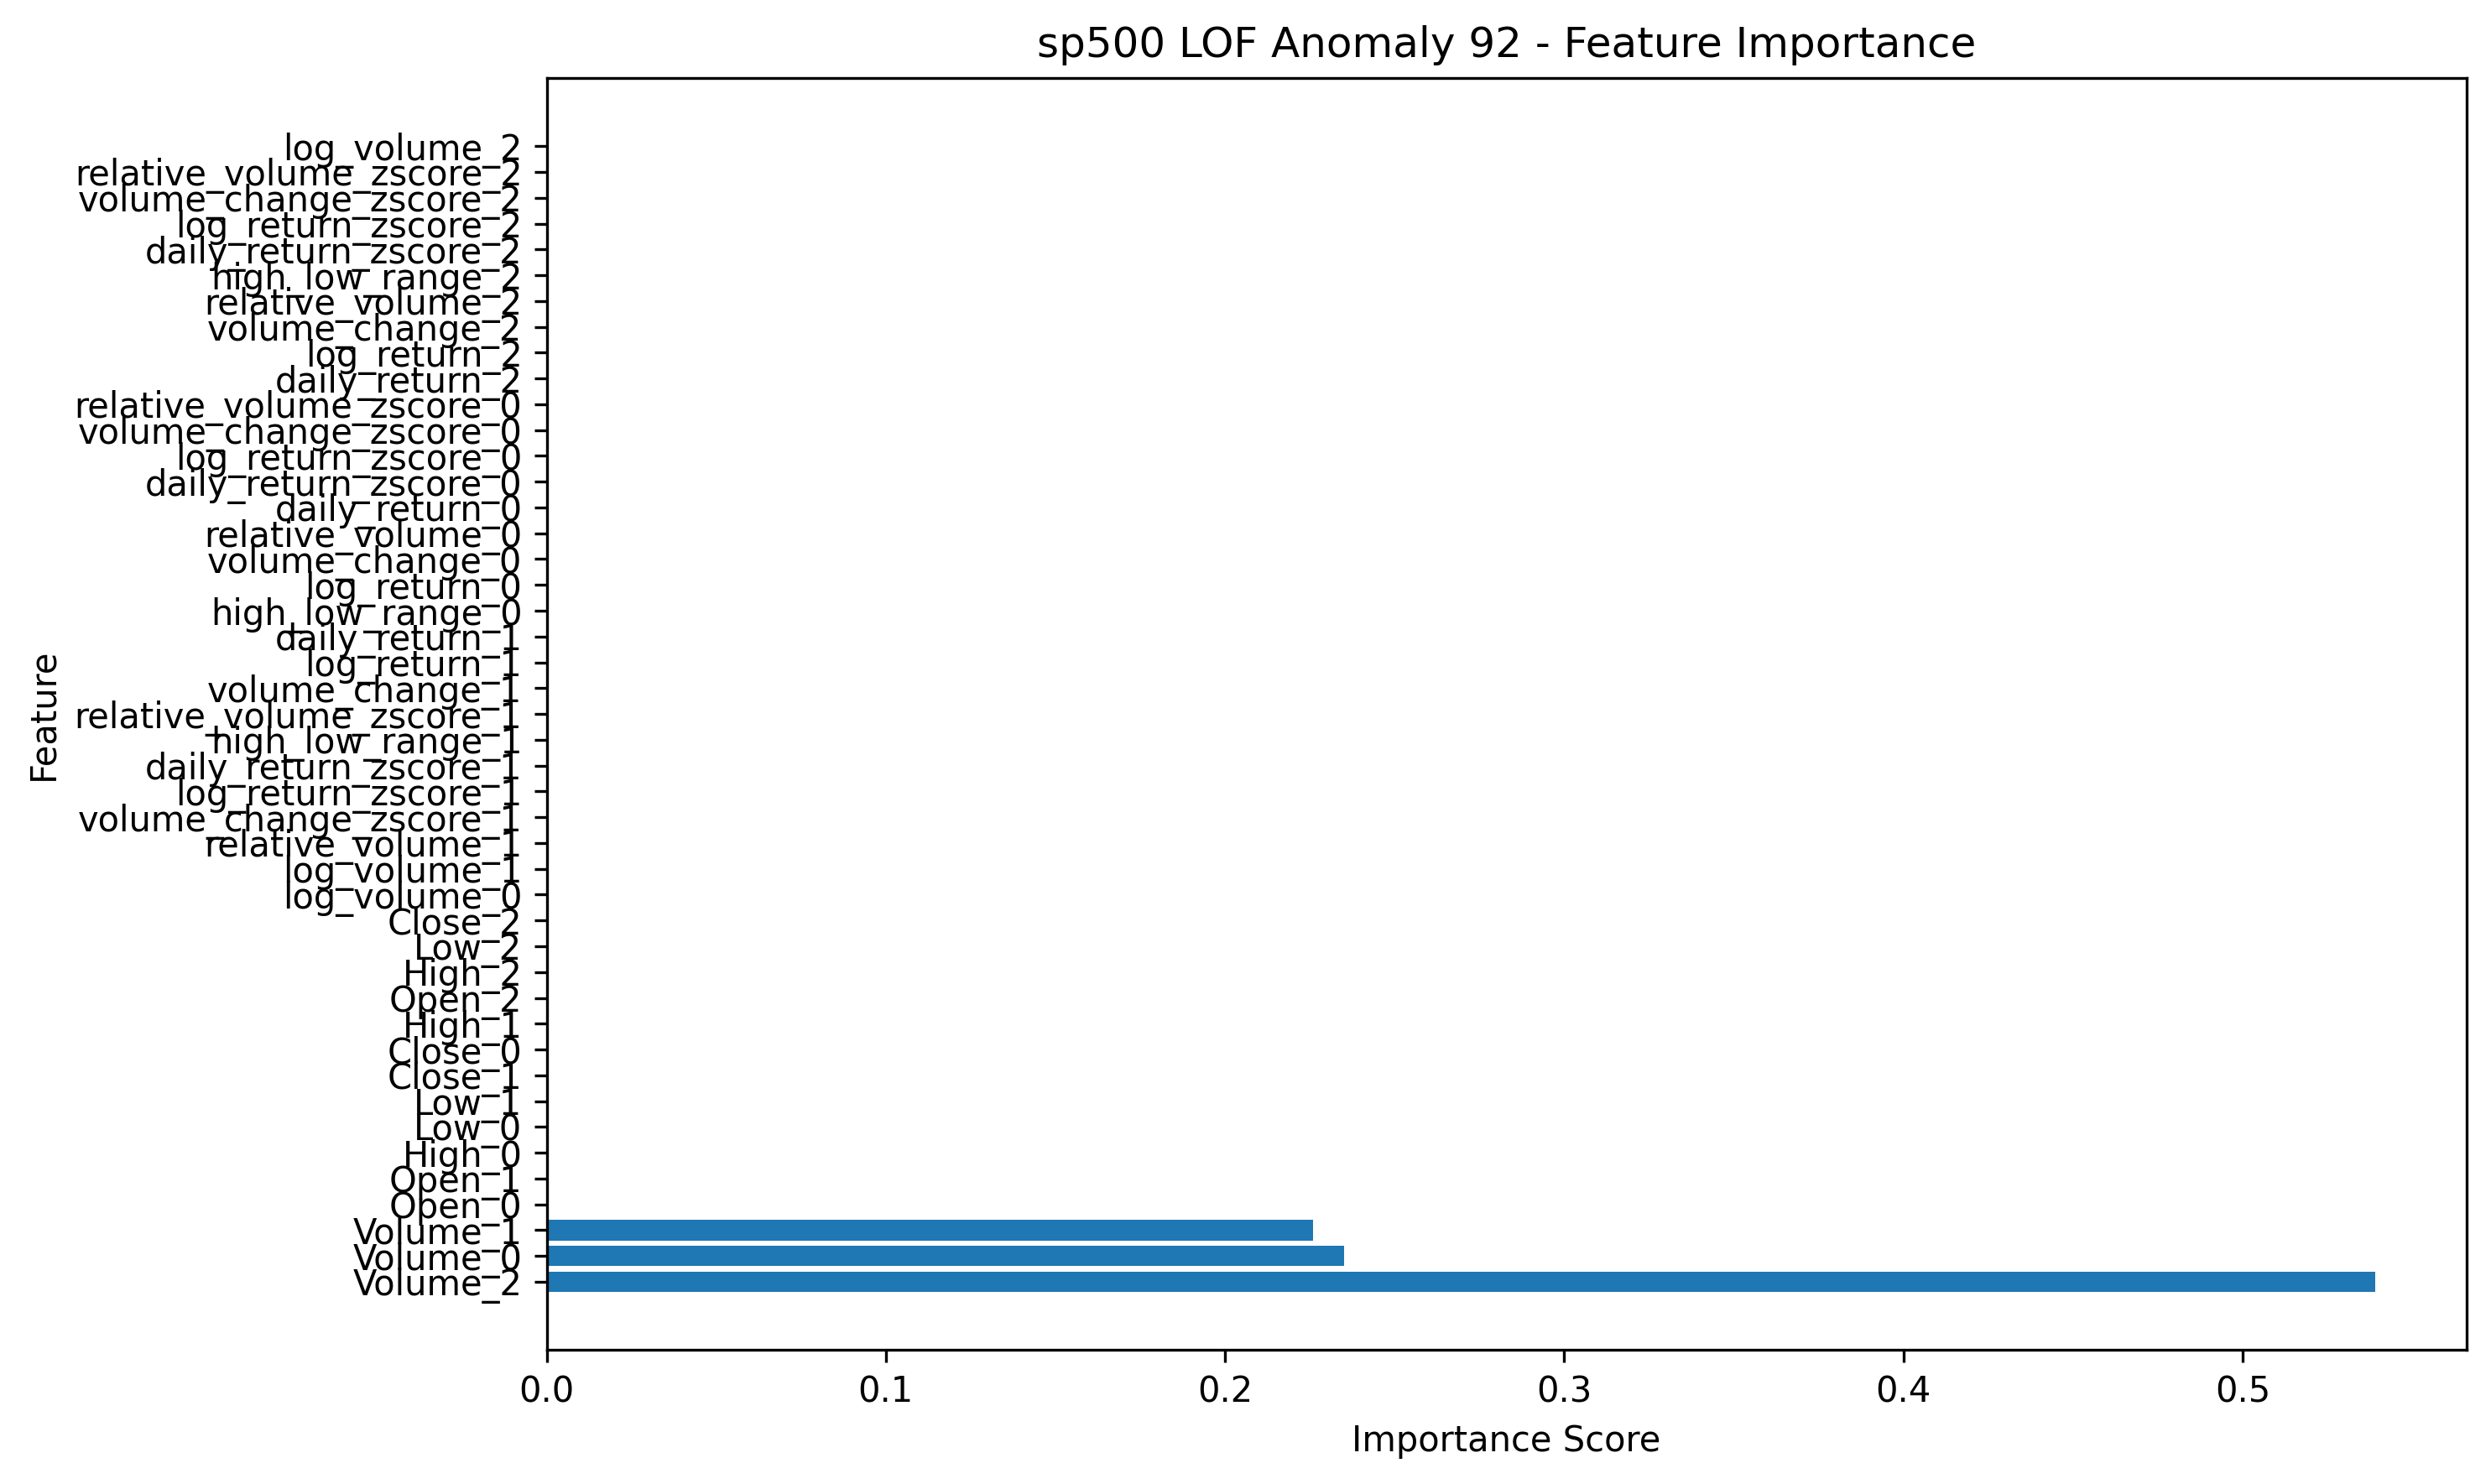 sp500 LOF Anomaly 92 - Feature Importance
log_volume_2
relative_volume_zscore_2
volume_change_zscore_2
log_return_zscore_2
daily_return_zscore_2
high_low_range_2
relative_volume_2
volume_change_2
log_return_2
daily_return_2
relative_volume_zscore_0
volume_change_zscore_0
log_return_zscore_0
daily_return_zscore_0
daily_return_0
relative_volume_0
volume_change_0
log_return_0
high_low_range_0
daily_return_1
log_return_1
volume_change_1
relative_volume_zscore_1
high_low_range_1
daily_return_zscore_1
log_return_zscore_1
volume_change_zscore_1
relative_volume_1
log_volume_1
log_volume_0
Close_2
Low_2
High_2
Open_2
High_1
Close_0
Close_1
Low_1
Low_0
High_0
Open_1
Open_0
Volume_1
Volume_0
Volume_2
Feature
0.0 0.1 0.2 0.3 0.4 0.5
Importance Score